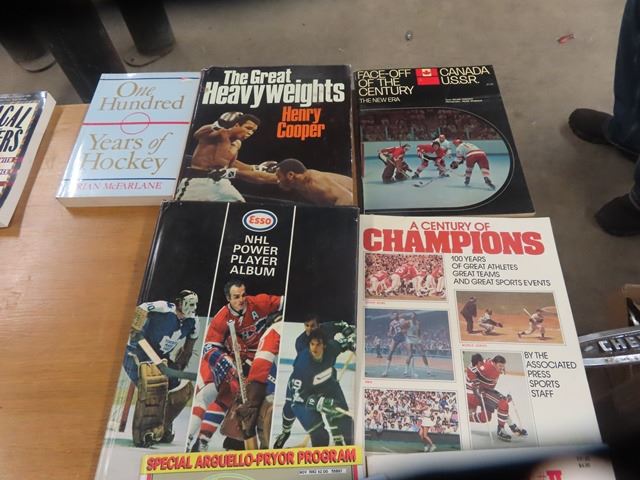 One
Hundred
Years of
Hockey
BRIAN McFARLANE
The Great
Heavyweights
Henry
Cooper
FACE-OFF
OF THE
CENTURY
CANADA
U.S.S.R.
THE NEW ERA
Esso
NHL
POWER
PLAYER
ALBUM
SPECIAL ARGUELLO-PRYOR PROGRAM
A CENTURY OF
CHAMPIONS
100 YEARS
OF GREAT ATHLETES
GREAT TEAMS
AND GREAT SPORTS EVENTS
BY THE
ASSOCIATED
PRESS
SPORTS
STAFF
CHE